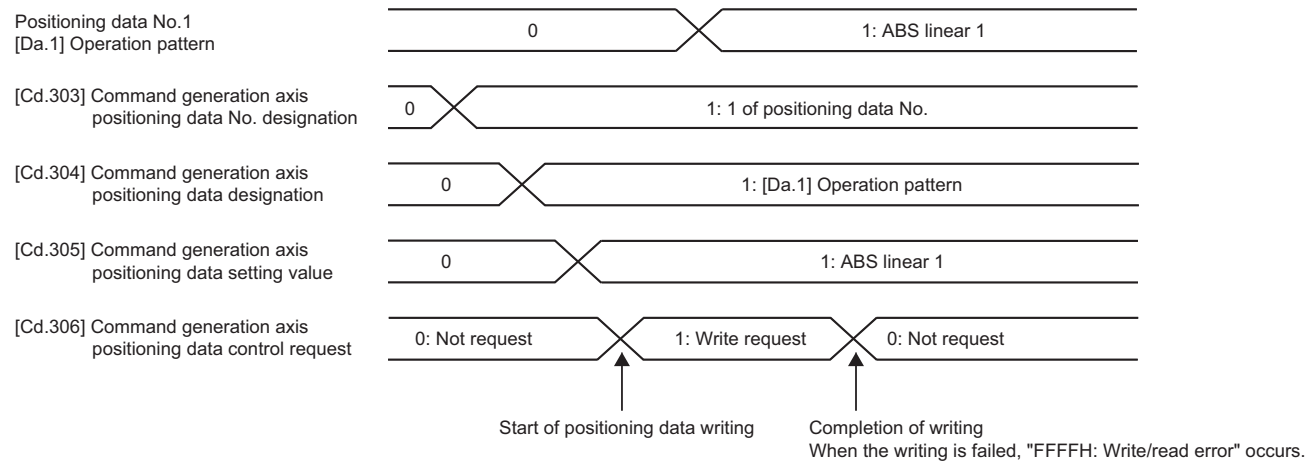 Positioning data No.1
[Da.1] Operation pattern
0
1: ABS linear 1
[Cd.303] Command generation axis
positioning data No. designation
0
1: 1 of positioning data No.
[Cd.304] Command generation axis
positioning data designation
0
1: [Da.1] Operation pattern
[Cd.305] Command generation axis
positioning data setting value
0
1: ABS linear 1
[Cd.306] Command generation axis
positioning data control request
0: Not request
1: Write request
0: Not request
Start of positioning data writing
Completion of writing
When the writing is failed, "FFFFH: Write/read error" occurs.